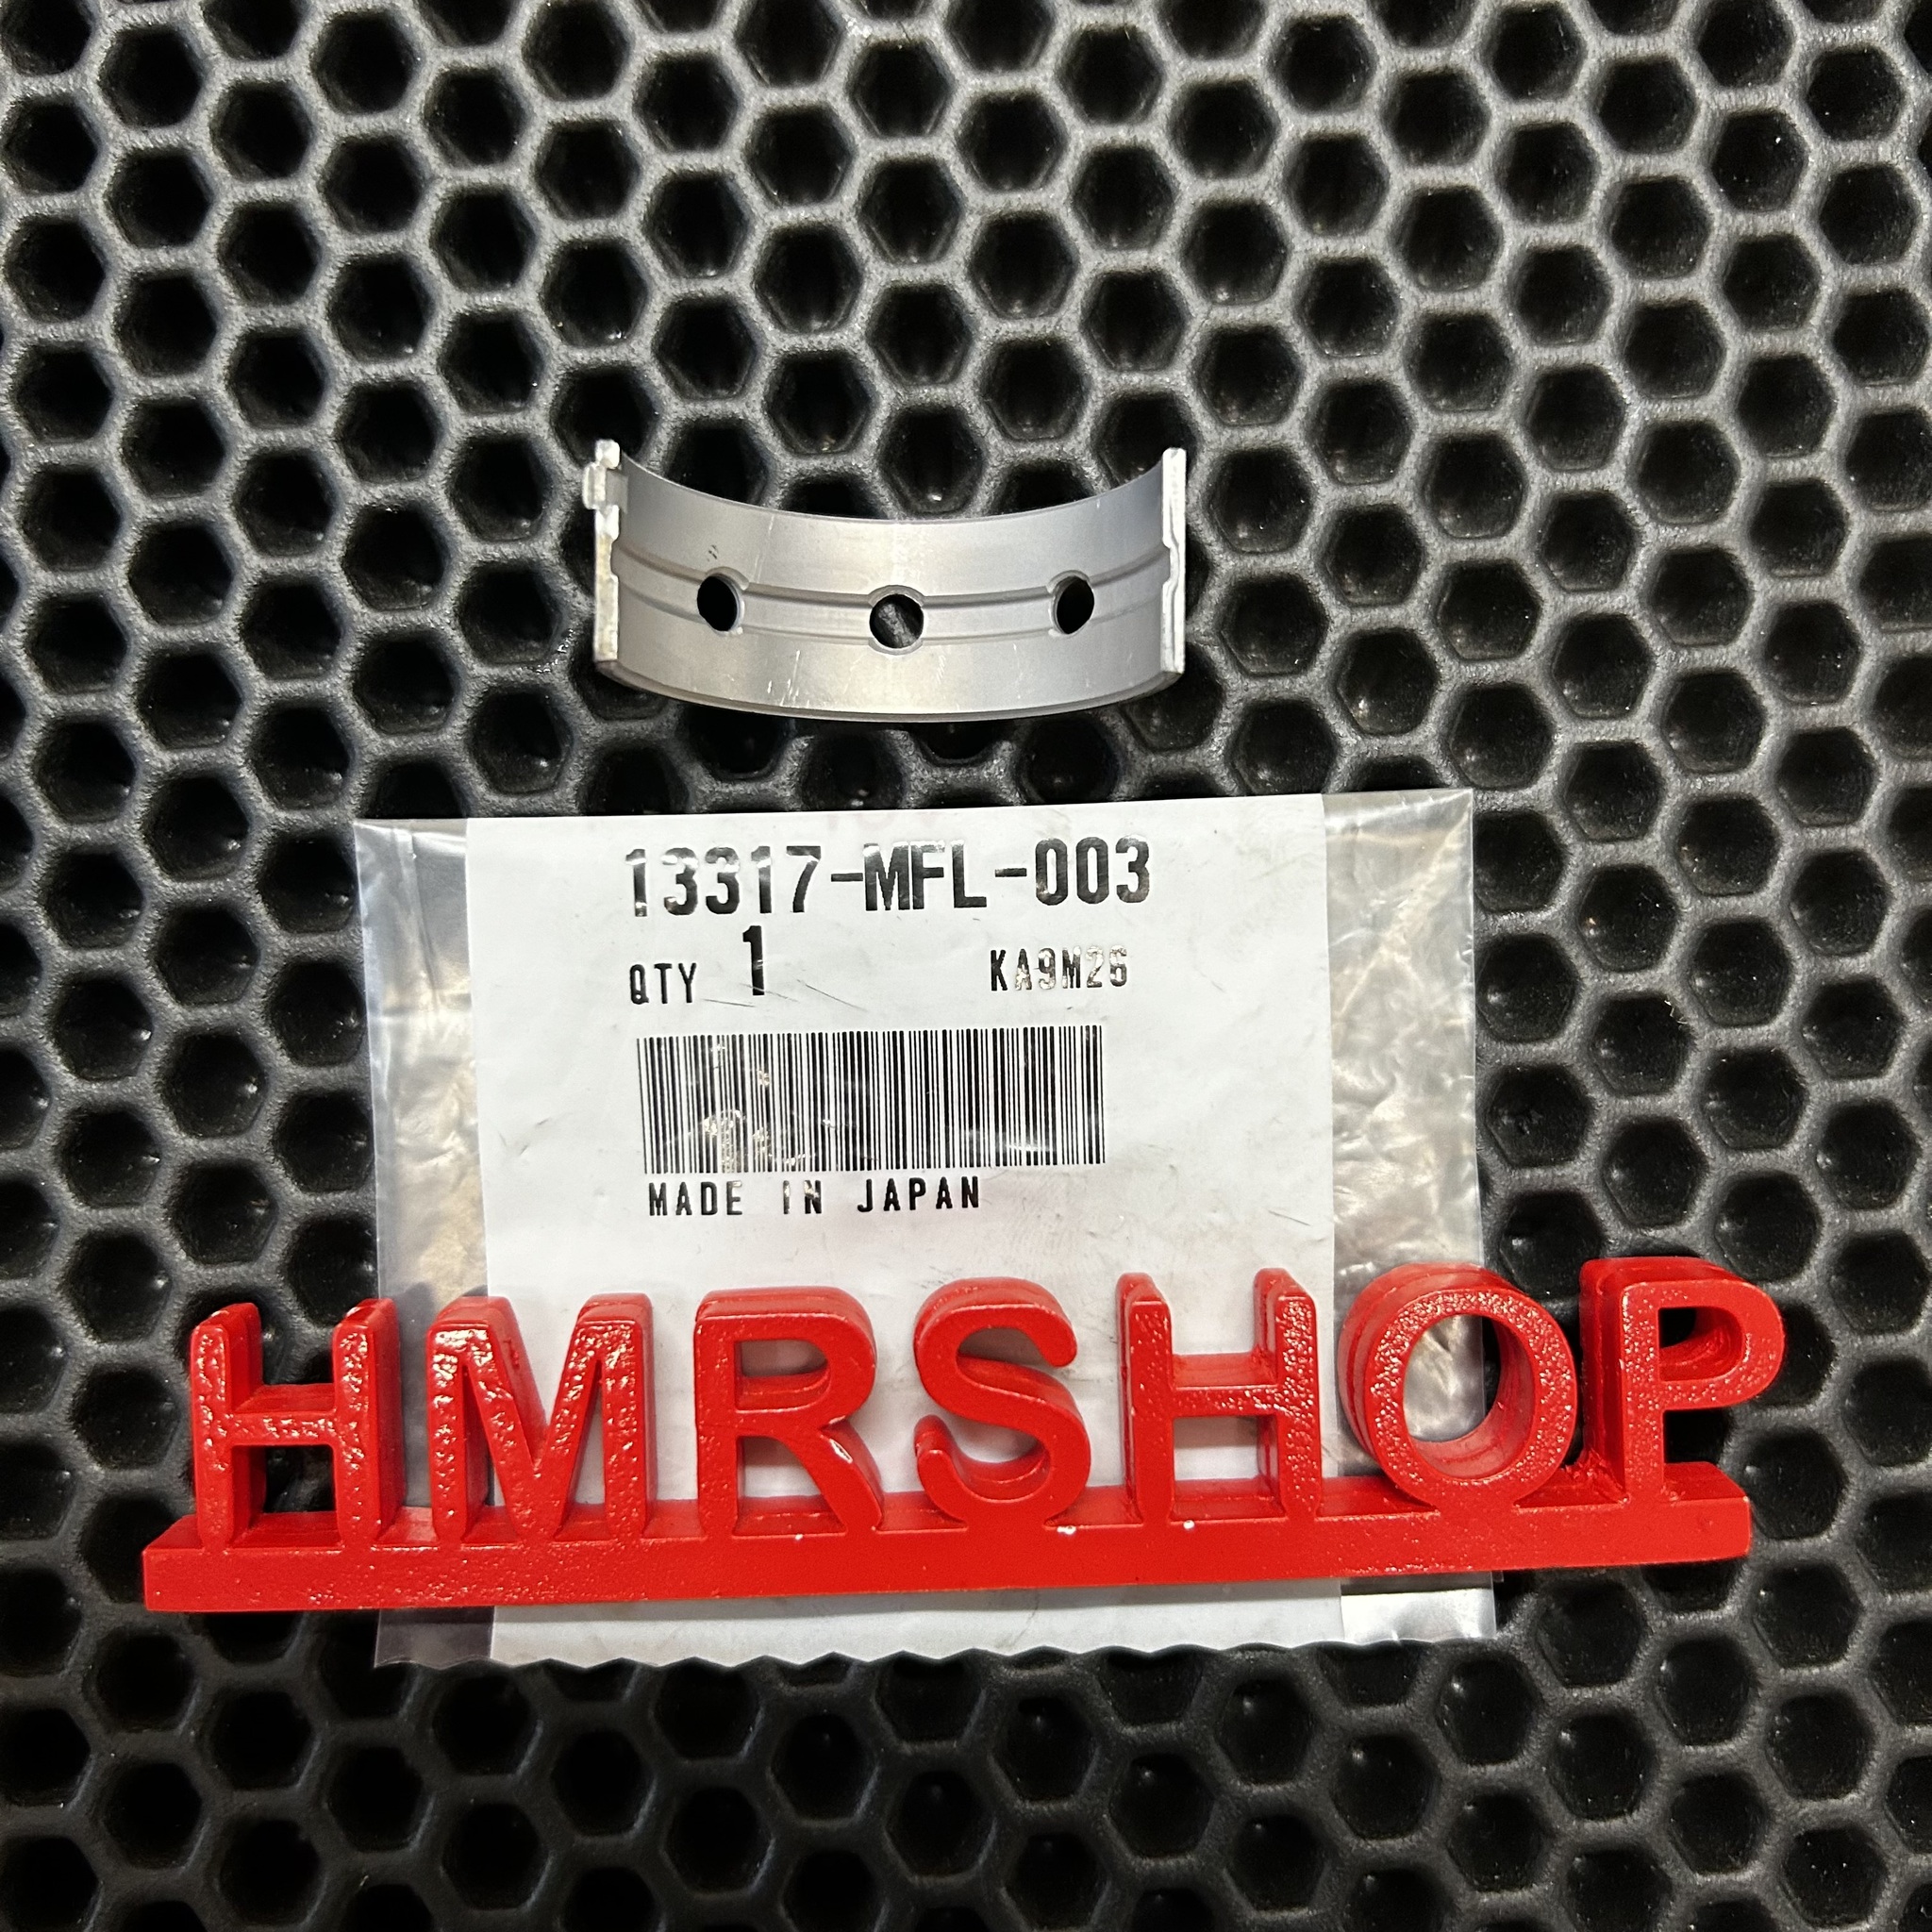 13317-MFL-003
QTY 1 KA9M26
MADE IN JAPAN
HMRSHOP